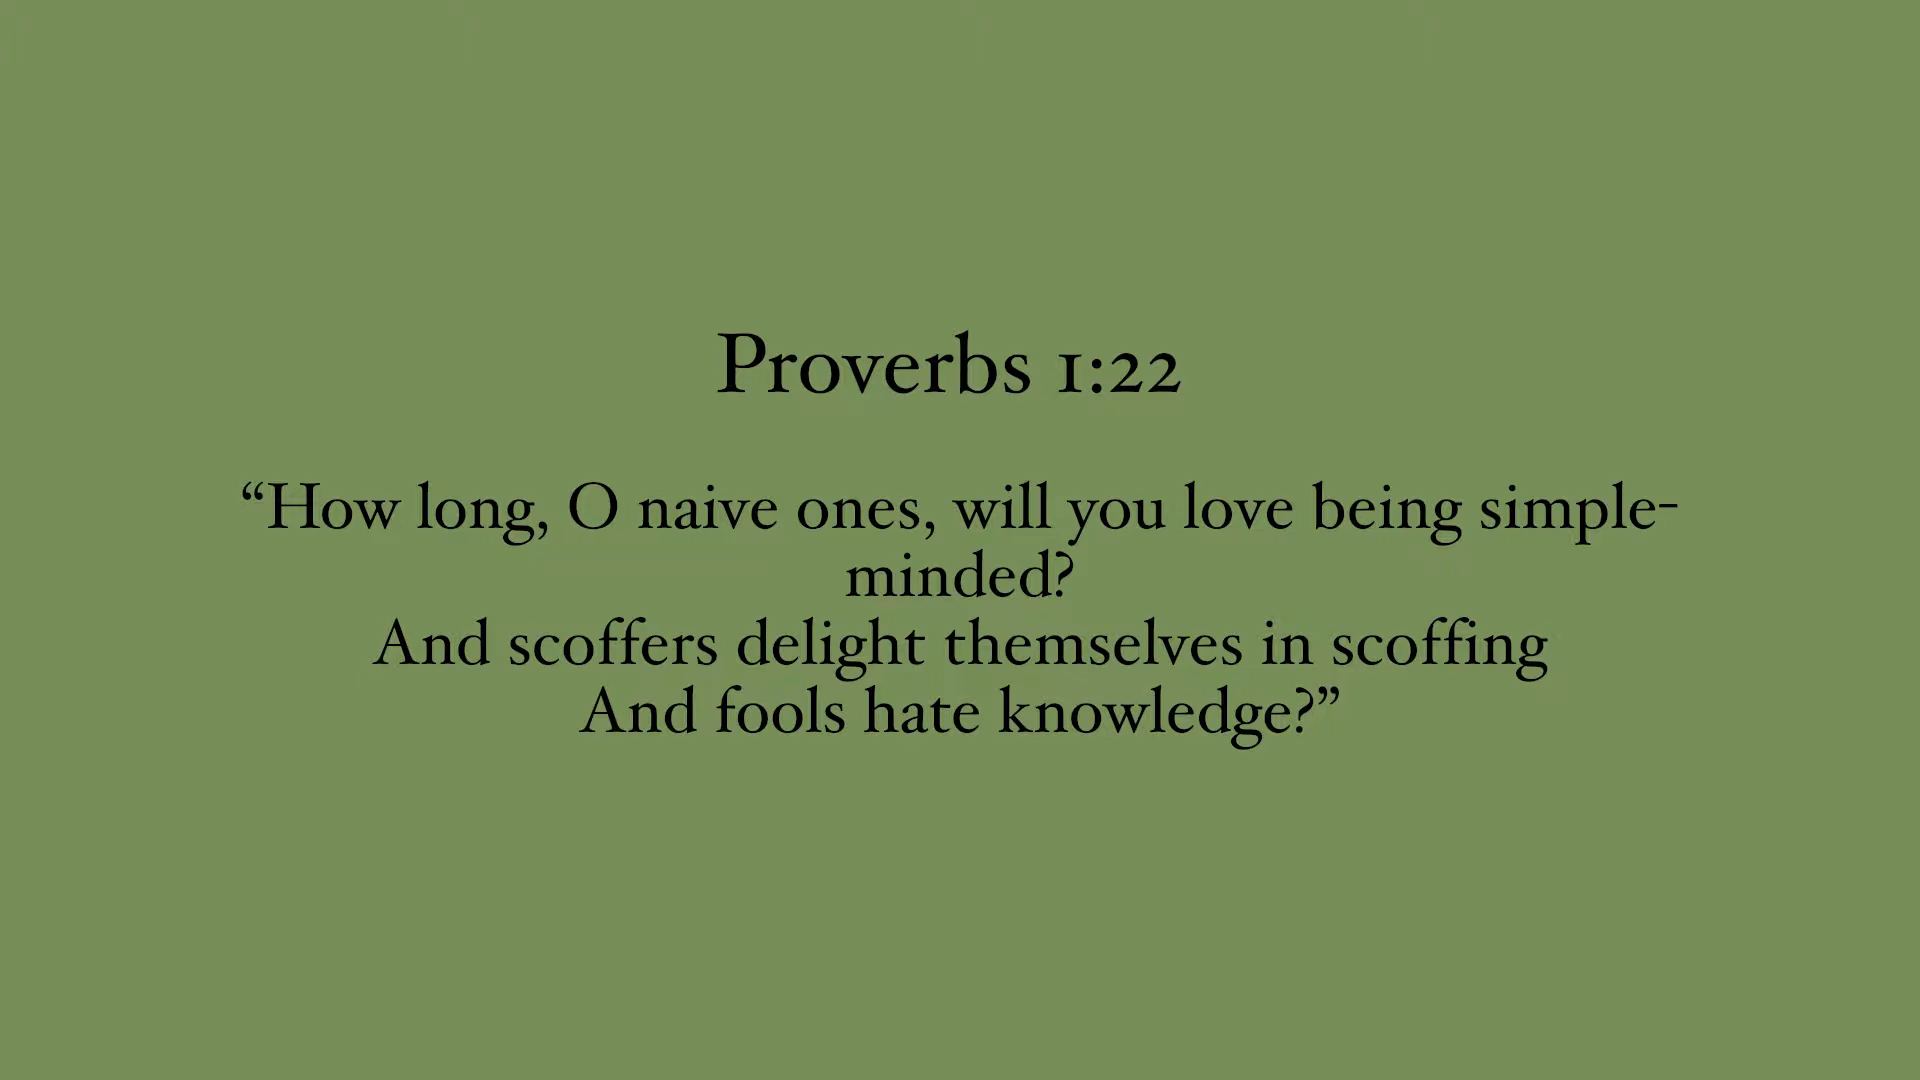 Proverbs 1:22
“How long, O naive ones, will you love being simple-
minded?
And scoffers delight themselves in scoffing
And fools hate knowledge?”